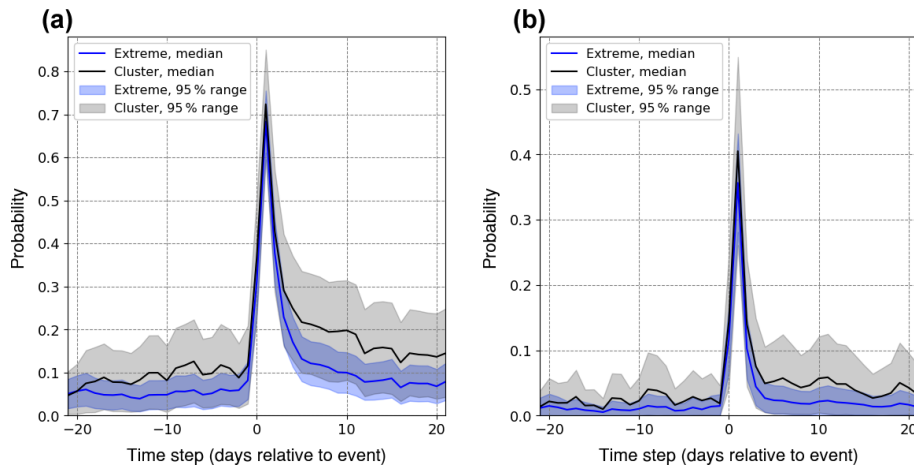 (a)
Extreme, median
Cluster, median
Extreme, 95 % range
Cluster, 95 % range
0.8
0.7
0.6
0.5
0.4
0.3
0.2
0.1
0.0
Probability
−20
−10
0
10
20
Time step (days relative to event)
(b)
Extreme, median
Cluster, median
Extreme, 95 % range
Cluster, 95 % range
0.5
0.4
0.3
0.2
0.1
0.0
Probability
−20
−10
0
10
20
Time step (days relative to event)